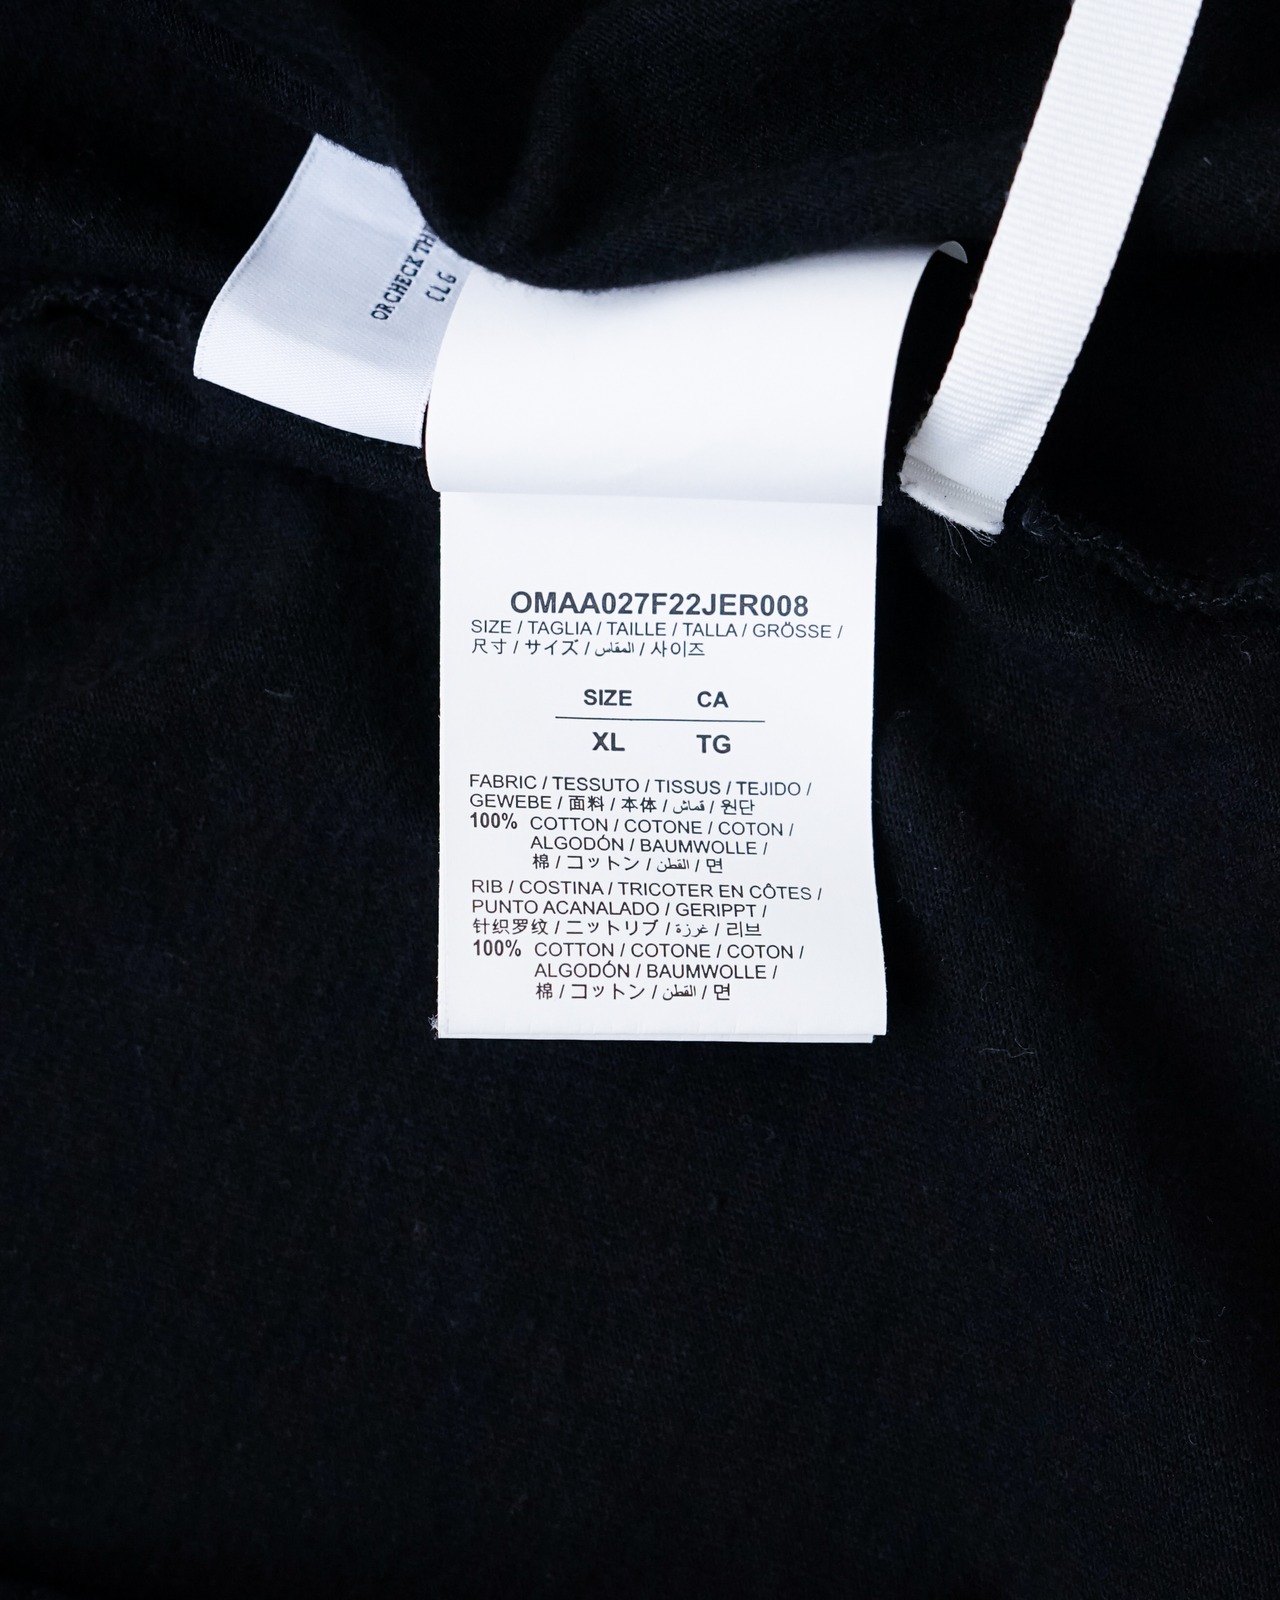 OR CHECK
CLG
OMAA027F22JER008
SIZE / TAGLIA / TAILLE / TALLA / GRÖSSE /
尺寸 / サイズ / المقاس / 사이즈
SIZE CA
XL TG
FABRIC / TESSUTO / TISSUS / TEJIDO /
GEWEBE / 面料 / 本体 / قماش / 원단
100% COTTON / COTONE / COTON /
ALGODÓN / BAUMWOLLE /
棉 / コットン / القطن / 면
RIB / COSTINA / TRICOTER EN CÔTES /
PUNTO ACANALADO / GERIPPT /
针织罗纹 / ニットリブ / غرزة / 리브
100% COTTON / COTONE / COTON /
ALGODÓN / BAUMWOLLE /
棉 / コットン / القطن / 면